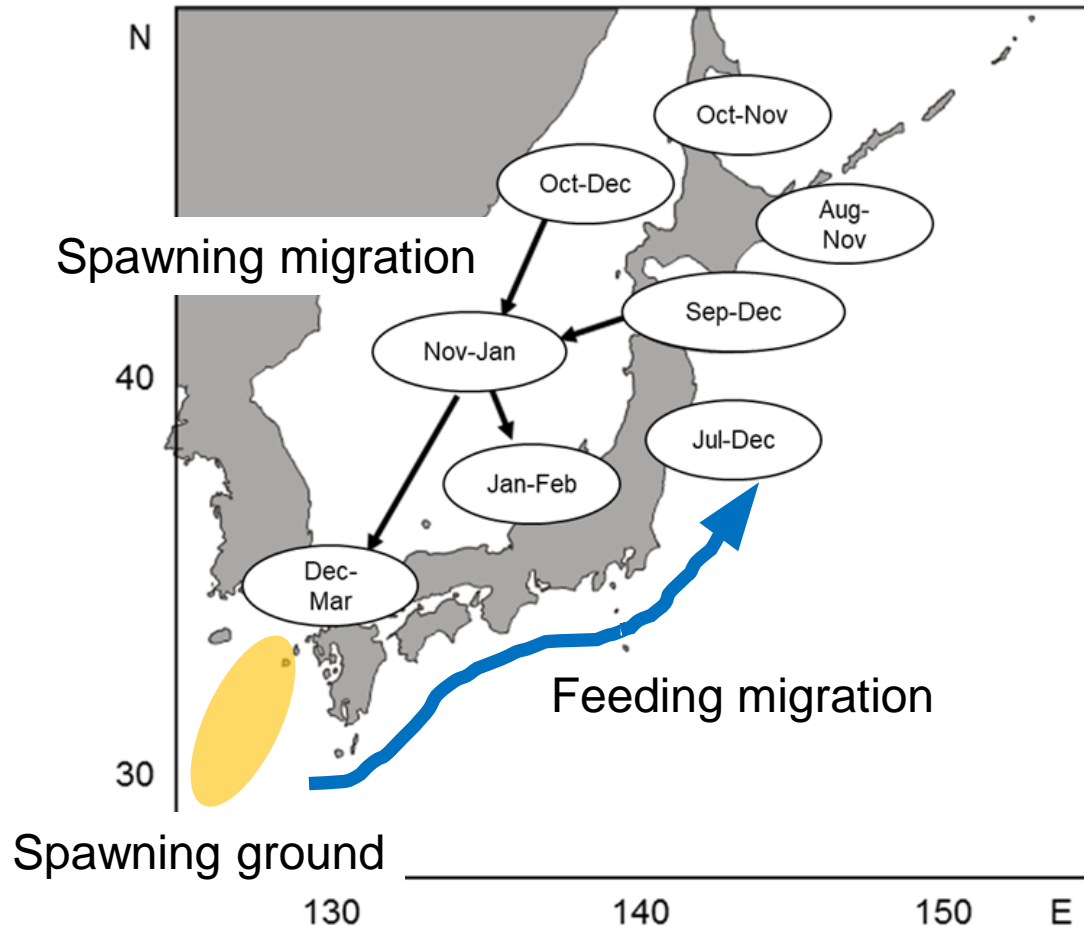 N
Oct-Nov
Oct-Dec
Aug-
Nov
Spawning migration
Sep-Dec
Nov-Jan
40
Jul-Dec
Jan-Feb
Dec-
Mar
Feeding migration
30
Spawning ground
130
140
150
E